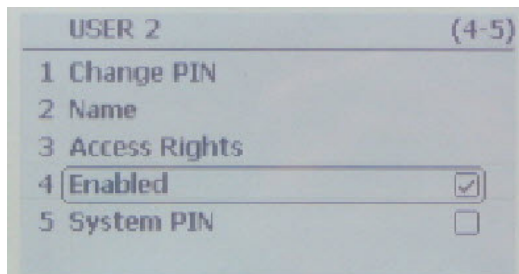 USER 2 (4-5)
1 Change PIN
2 Name
3 Access Rights
4 Enabled
5 System PIN